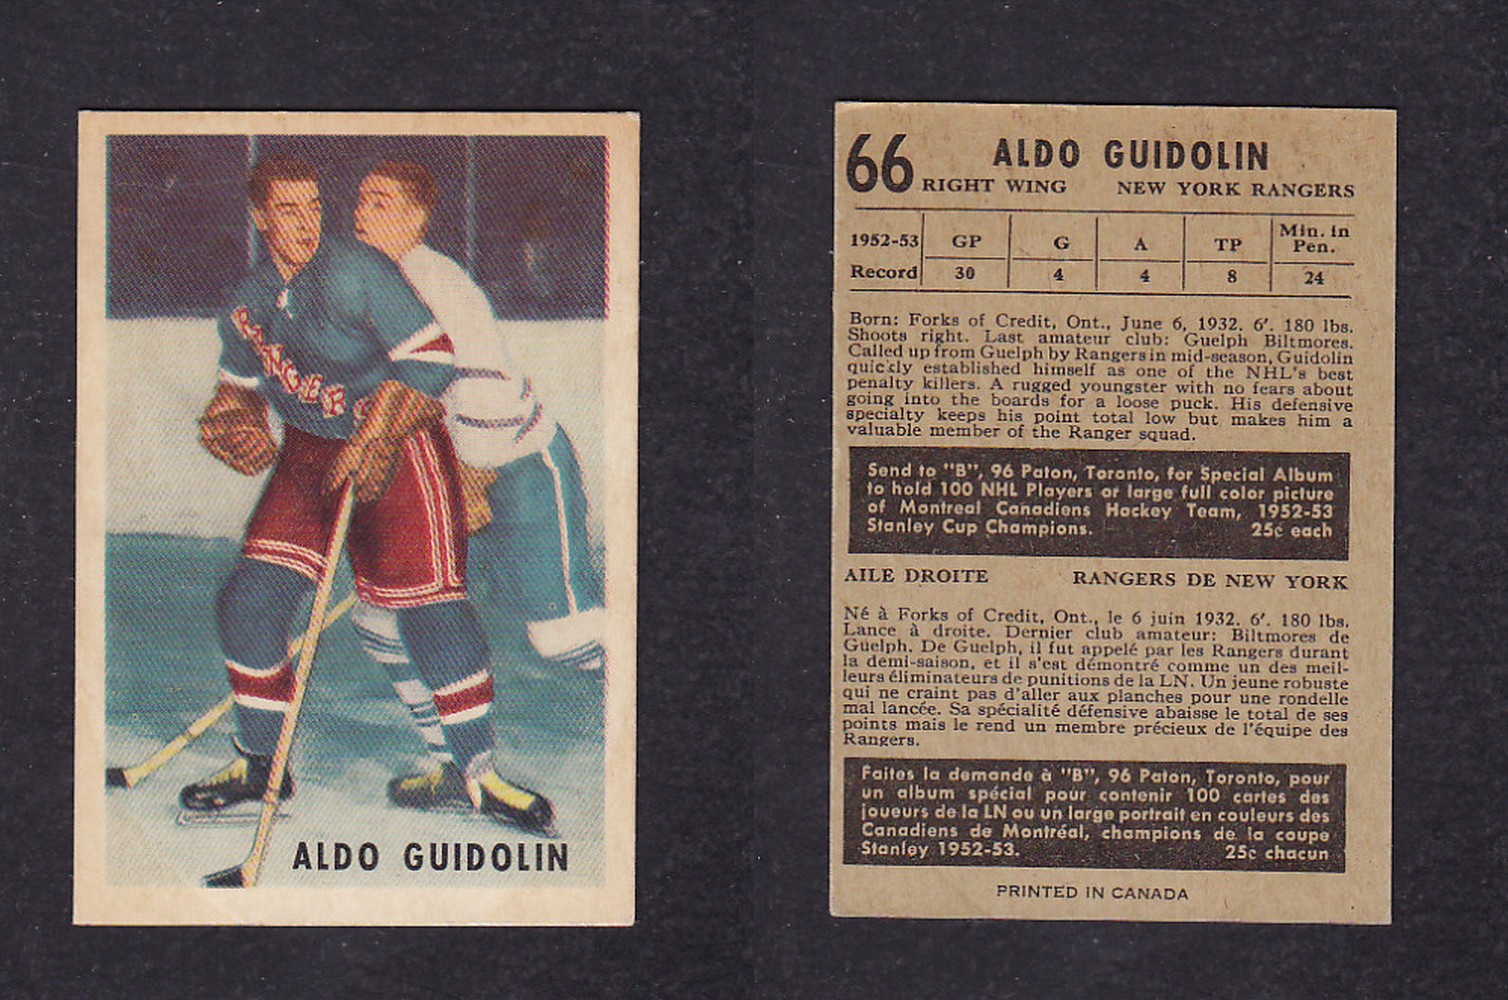 RANGERS
ALDO GUIDOLIN
66 ALDO GUIDOLIN
RIGHT WING NEW YORK RANGERS
1952-53 GP G A TP Min. in Pen.
Record 30 4 4 8 24
Born: Forks of Credit, Ont., June 6, 1932. 6'. 180 lbs.
Shoots right. Last amateur club: Guelph Biltmores.
Called up from Guelph by Rangers in mid-season, Guidolin
quickly established himself as one of the NHL's best
penalty killers. A rugged youngster with no fears about
going into the boards for a loose puck. His defensive
specialty keeps his point total low but makes him a
valuable member of the Ranger squad.
Send to "B", 96 Paton, Toronto, for Special Album
to hold 100 NHL Players or large full color picture
of Montreal Canadiens Hockey Team, 1952-53
Stanley Cup Champions. 25¢ each
AILE DROITE RANGERS DE NEW YORK
Né à Forks of Credit, Ont., le 6 juin 1932. 6'. 180 lbs.
Lance à droite. Dernier club amateur: Biltmores de
Guelph. De Guelph, il fut appelé par les Rangers durant
la demi-saison, et il s'est démontré comme un des meil-
leurs éliminateurs de punitions de la LN. Un jeune robuste
qui ne craint pas d'aller aux planches pour une rondelle
mal lancée. Sa spécialité défensive abaisse le total de ses
points mais le rend un membre précieux de l'équipe des
Rangers.
Faites la demande à "B", 96 Paton, Toronto, pour
un album spécial pour contenir 100 cartes des
joueurs de la LN ou un large portrait en couleurs des
Canadiens de Montréal, champions de la coupe
Stanley 1952-53. 25¢ chacun
PRINTED IN CANADA